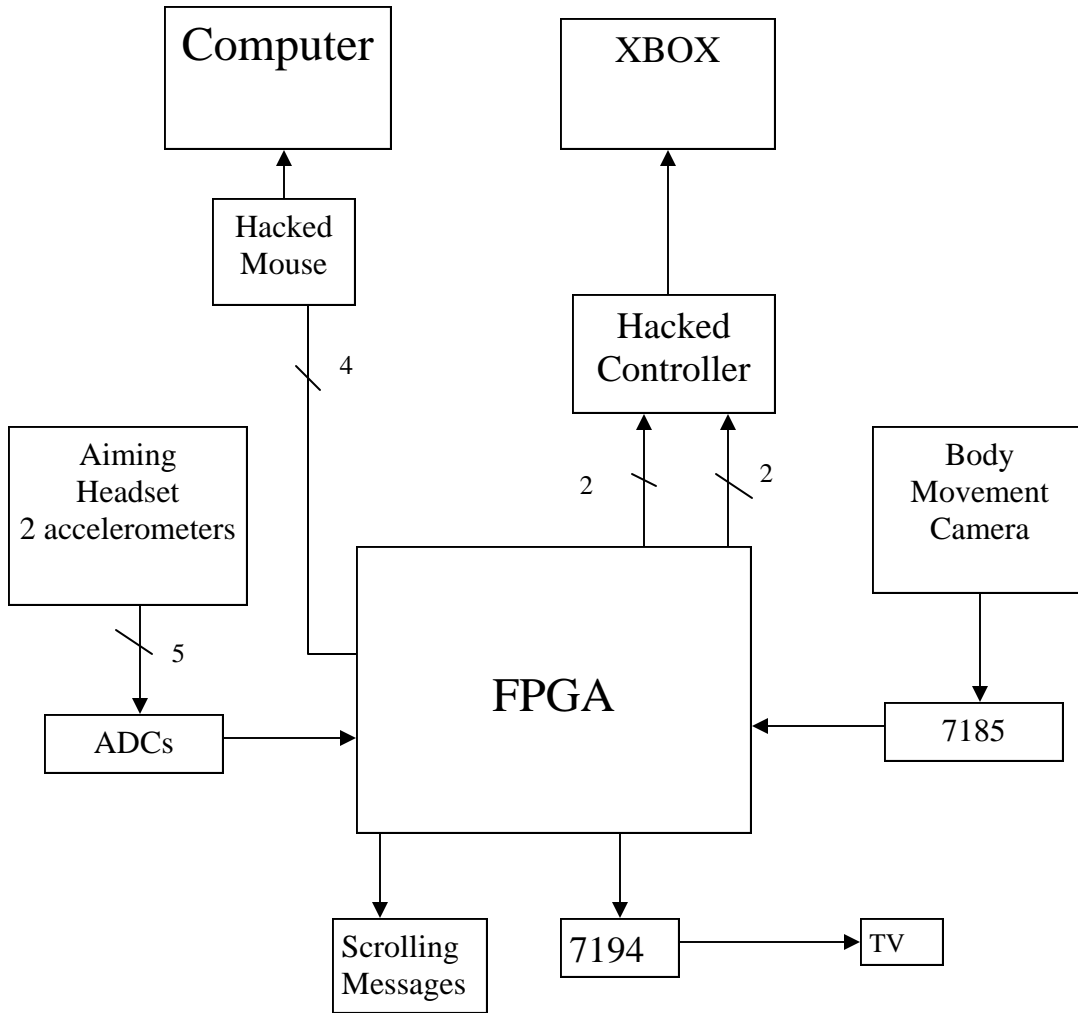 Computer
XBOX
Hacked
Mouse
4
Hacked
Controller
2
2
Aiming
Headset
2 accelerometers
5
Body
Movement
Camera
FPGA
ADCs
7185
Scrolling
Messages
7194
TV